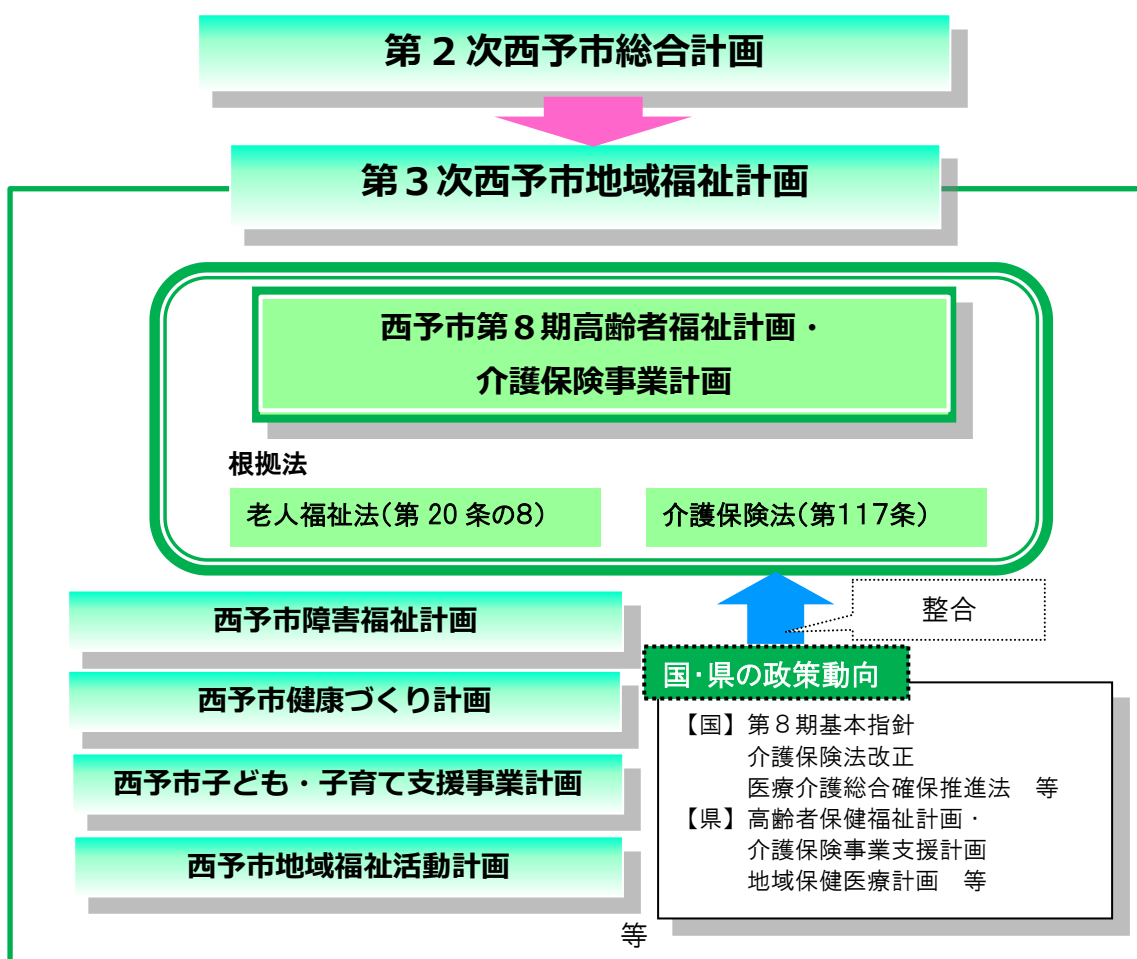 第２次西予市総合計画
第３次西予市地域福祉計画
西予市第８期高齢者福祉計画・
介護保険事業計画
根拠法
老人福祉法（第 20 条の８）
介護保険法（第117条）
整合
西予市障害福祉計画
西予市健康づくり計画
西予市子ども・子育て支援事業計画
西予市地域福祉活動計画
等
国・県の政策動向
【国】第８期基本指針
介護保険法改正
医療介護総合確保推進法　等
【県】高齢者保健福祉計画・
介護保険事業支援計画
地域保健医療計画　等